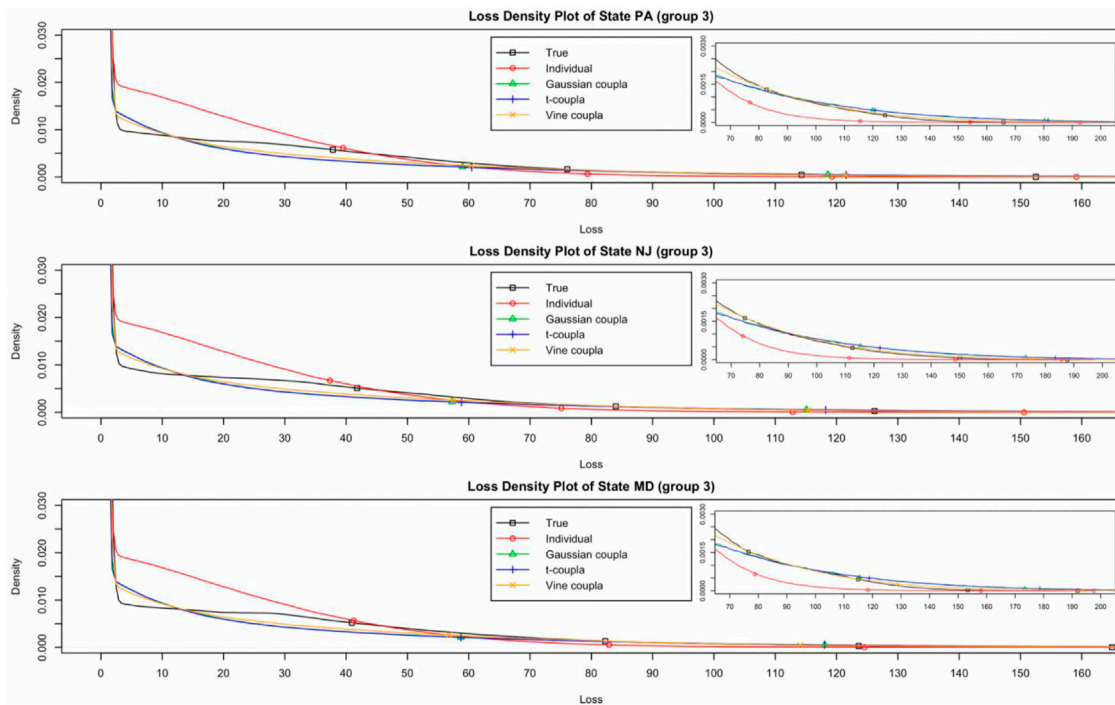 Loss Density Plot of State PA (group 3)
Density
0.000 0.010 0.020 0.030
True
Individual
Gaussian coupla
t-coupla
Vine coupla
0.0000 0.0015 0.0030
70 80 90 100 110 120 130 140 150 160 170 180 190 200
0 10 20 30 40 50 60 70 80 90 100 110 120 130 140 150 160
Loss
Loss Density Plot of State NJ (group 3)
Density
0.000 0.010 0.020 0.030
True
Individual
Gaussian coupla
t-coupla
Vine coupla
0.0000 0.0015 0.0030
70 80 90 100 110 120 130 140 150 160 170 180 190 200
0 10 20 30 40 50 60 70 80 90 100 110 120 130 140 150 160
Loss
Loss Density Plot of State MD (group 3)
Density
0.000 0.010 0.020 0.030
True
Individual
Gaussian coupla
t-coupla
Vine coupla
0.0000 0.0015 0.0030
70 80 90 100 110 120 130 140 150 160 170 180 190 200
0 10 20 30 40 50 60 70 80 90 100 110 120 130 140 150 160
Loss